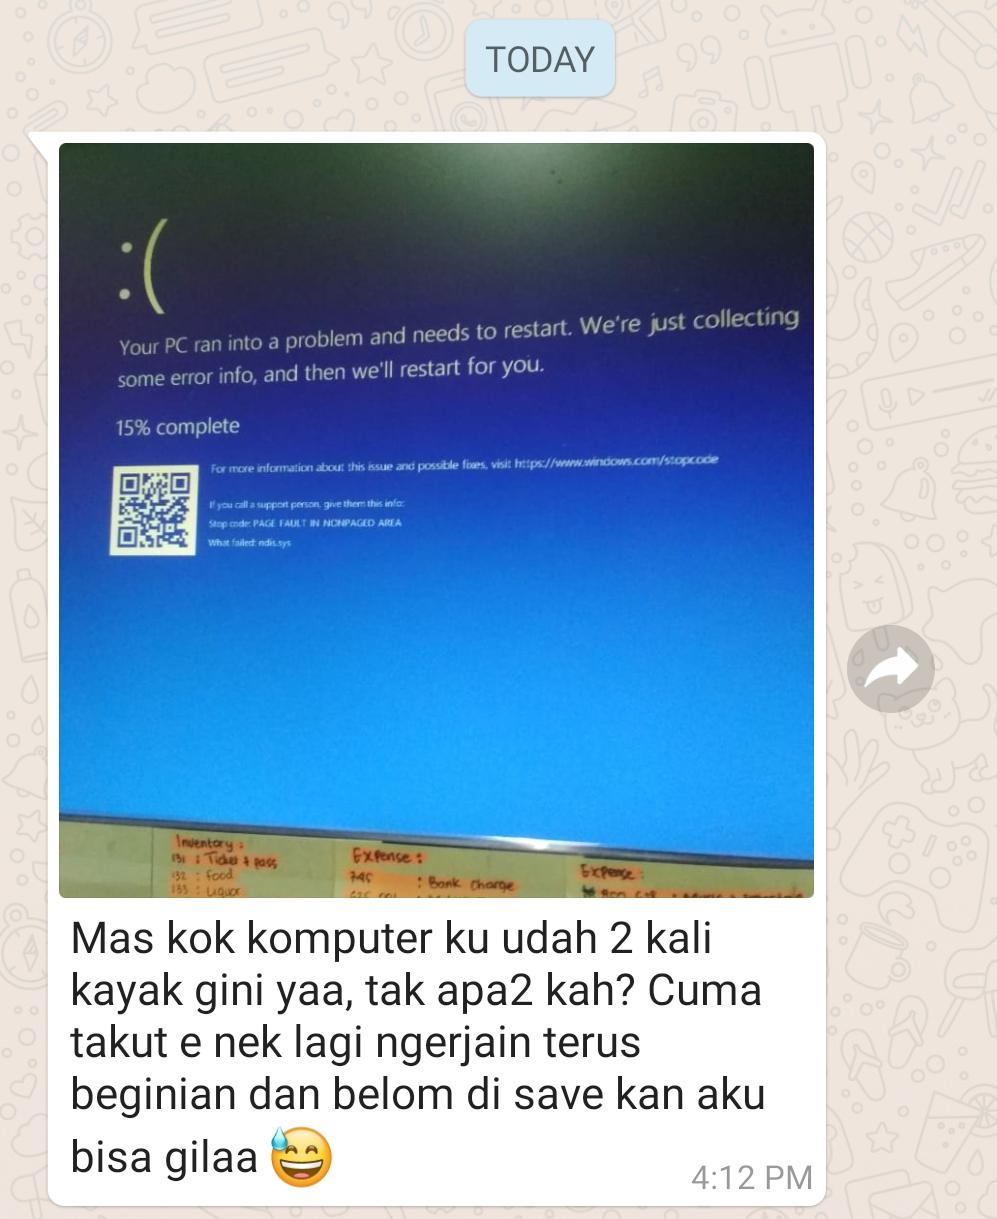 TODAY
:(
Your PC ran into a problem and needs to restart. We're just collecting
some error info, and then we'll restart for you.
15% complete
For more information about this issue and possible fixes, visit https://www.windows.com/stopcode
If you call a support person, give them this info:
Stop code: PAGE FAULT IN NONPAGED AREA
What failed: ndis.sys
Inventory :
131 : Ticket & pass
132 : food
133 : Liquor
Expense :
: Bank Charge
Expense :
Mas kok komputer ku udah 2 kali
kayak gini yaa, tak apa2 kah? Cuma
takut e nek lagi ngerjain terus
beginian dan belom di save kan aku
bisa gilaa 😅
4:12 PM